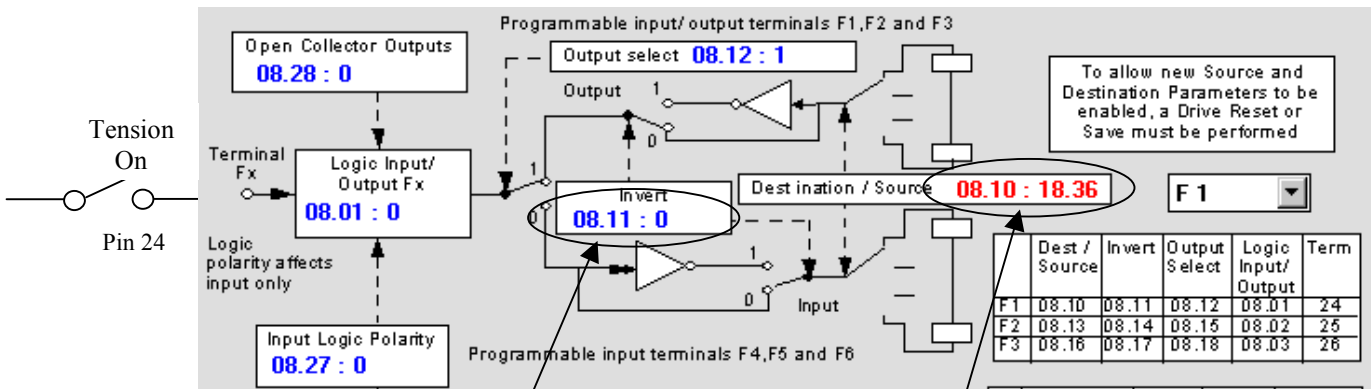 Programmable input/ output terminals F1,F2 and F3
Open Collector Outputs
08.28 : 0
Output select 08.12 : 1
To allow new Source and
Destination Parameters to be
enabled, a Drive Reset or
Save must be performed
Output
1
0
Tension
On
Pin 24
Terminal
Fx
Logic Input/
Output Fx
08.01 : 0
1
0
Invert
08.11 : 0
Destination / Source 08.10 : 18.36
F 1
Logic
polarity affects
input only
1
0
Input
Dest / Source Invert Output Select Logic Input/ Output Term
F1 08.10 08.11 08.12 08.01 24
F2 08.13 08.14 08.15 08.02 25
F3 08.16 08.17 08.18 08.03 26
Input Logic Polarity
08.27 : 0
Programmable input terminals F4,F5 and F6